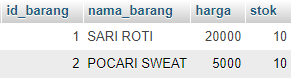 id_barang nama_barang harga stok
1 SARI ROTI 20000 10
2 POCARI SWEAT 5000 10